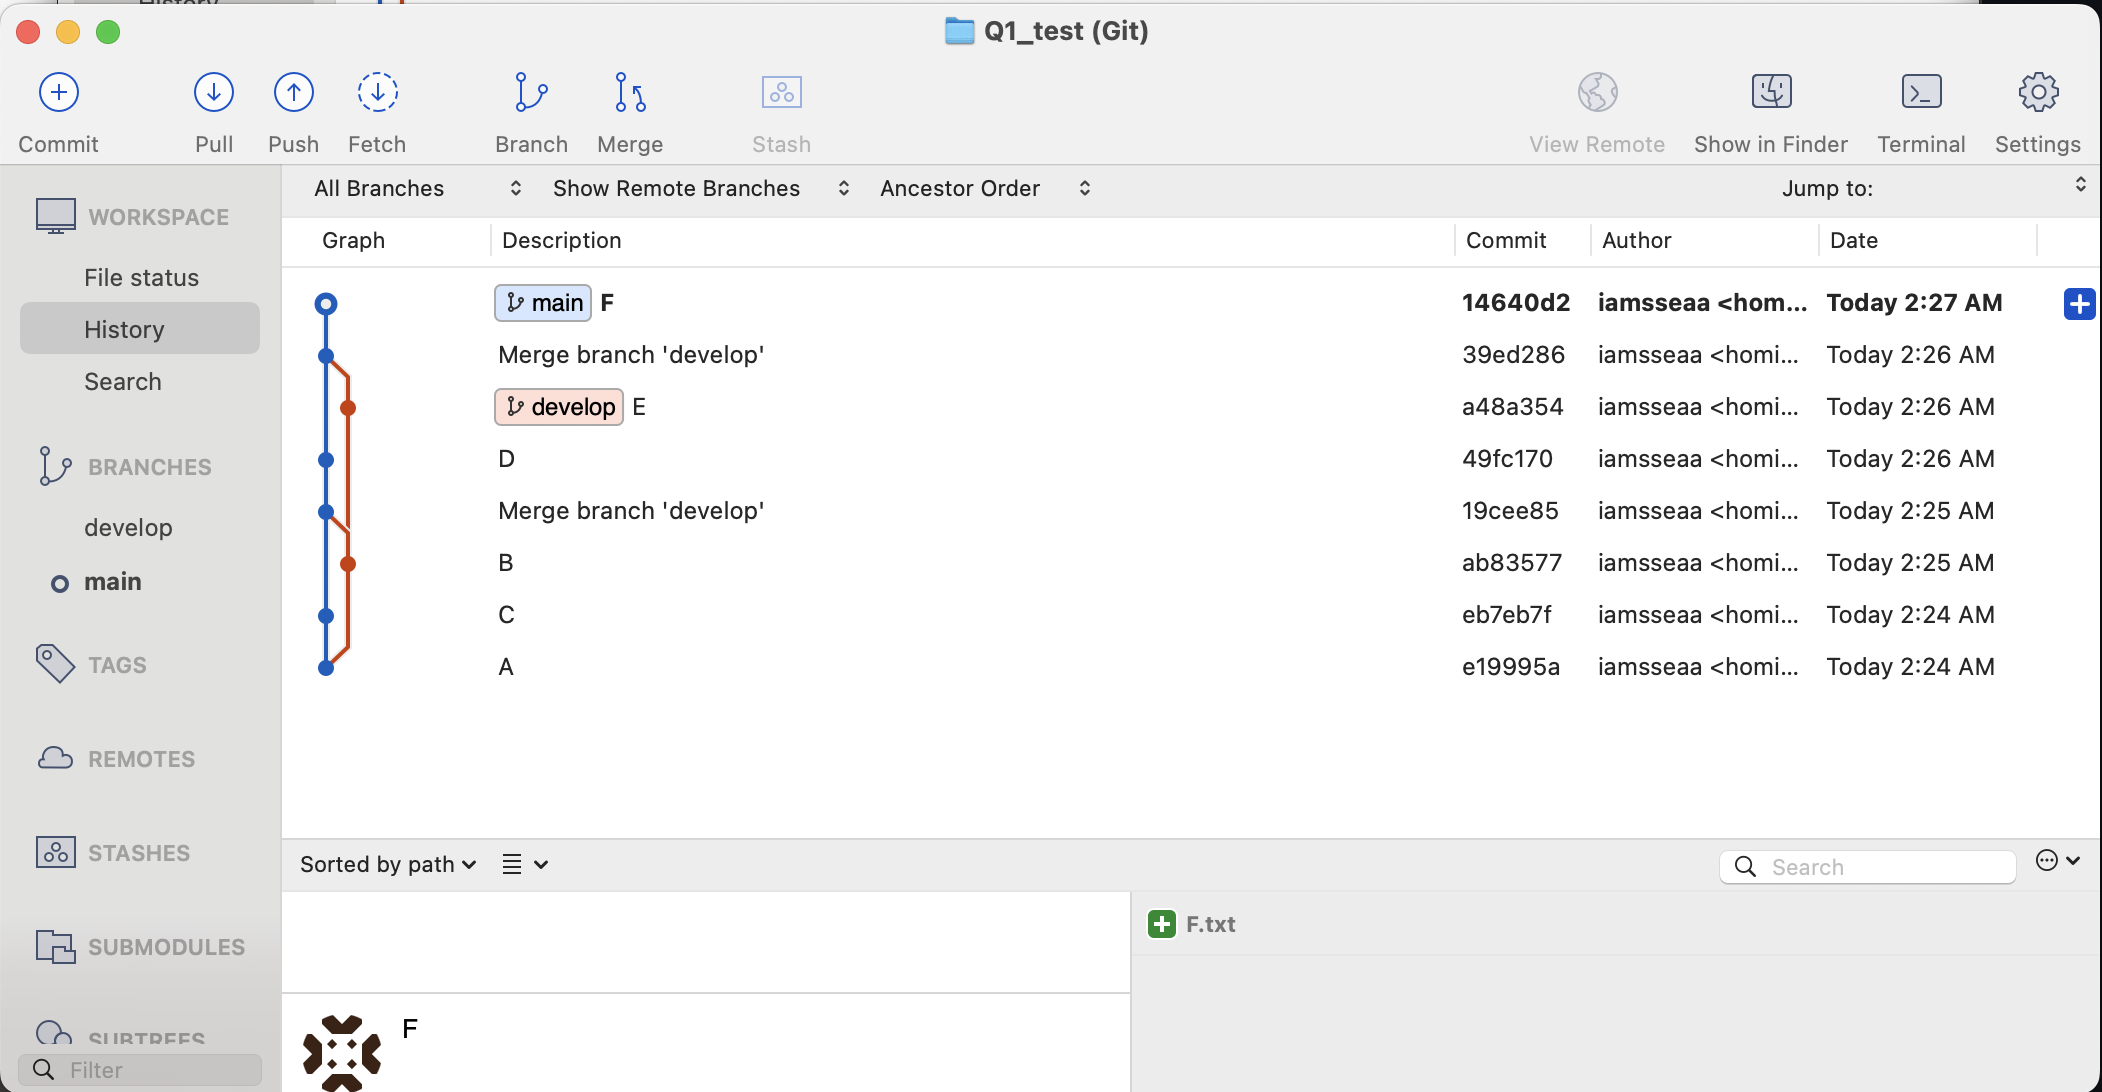 History
Q1_test (Git)
Commit Pull Push Fetch Branch Merge Stash View Remote Show in Finder Terminal Settings
All Branches Show Remote Branches Ancestor Order Jump to:
WORKSPACE
File status
History
Search
BRANCHES
develop
main
TAGS
REMOTES
STASHES
SUBMODULES
SUBTREES
Filter
Graph Description Commit Author Date
main F 14640d2 iamsseaa <hom... Today 2:27 AM
Merge branch 'develop' 39ed286 iamsseaa <homi... Today 2:26 AM
develop E a48a354 iamsseaa <homi... Today 2:26 AM
D 49fc170 iamsseaa <homi... Today 2:26 AM
Merge branch 'develop' 19cee85 iamsseaa <homi... Today 2:25 AM
B ab83577 iamsseaa <homi... Today 2:25 AM
C eb7eb7f iamsseaa <homi... Today 2:24 AM
A e19995a iamsseaa <homi... Today 2:24 AM
Sorted by path Search
F.txt
F